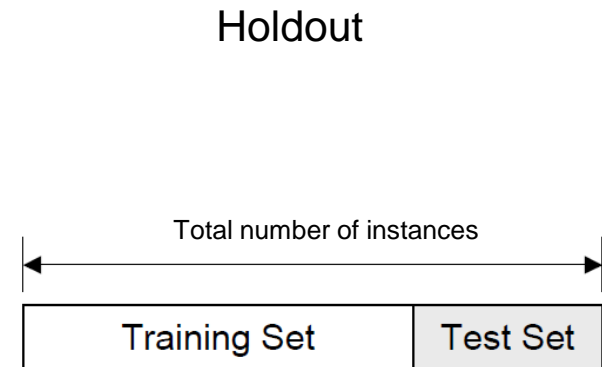 Holdout
Total number of instances
Training Set
Test Set